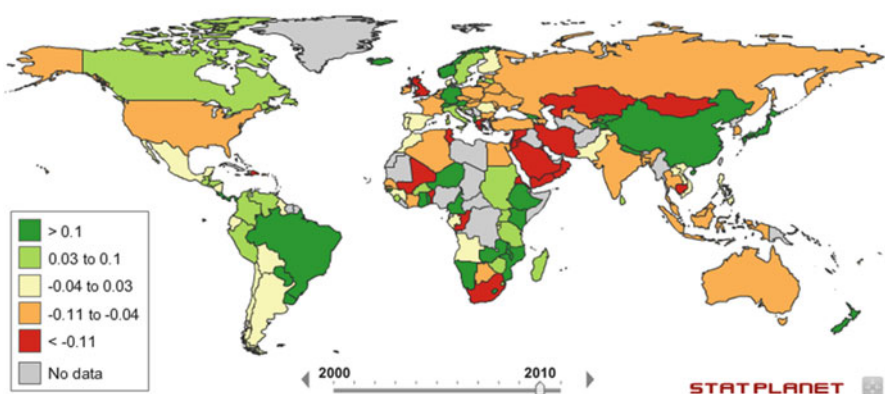 > 0.1
0.03 to 0.1
-0.04 to 0.03
-0.11 to -0.04
< -0.11
No data
2000
2010
STATPLANET